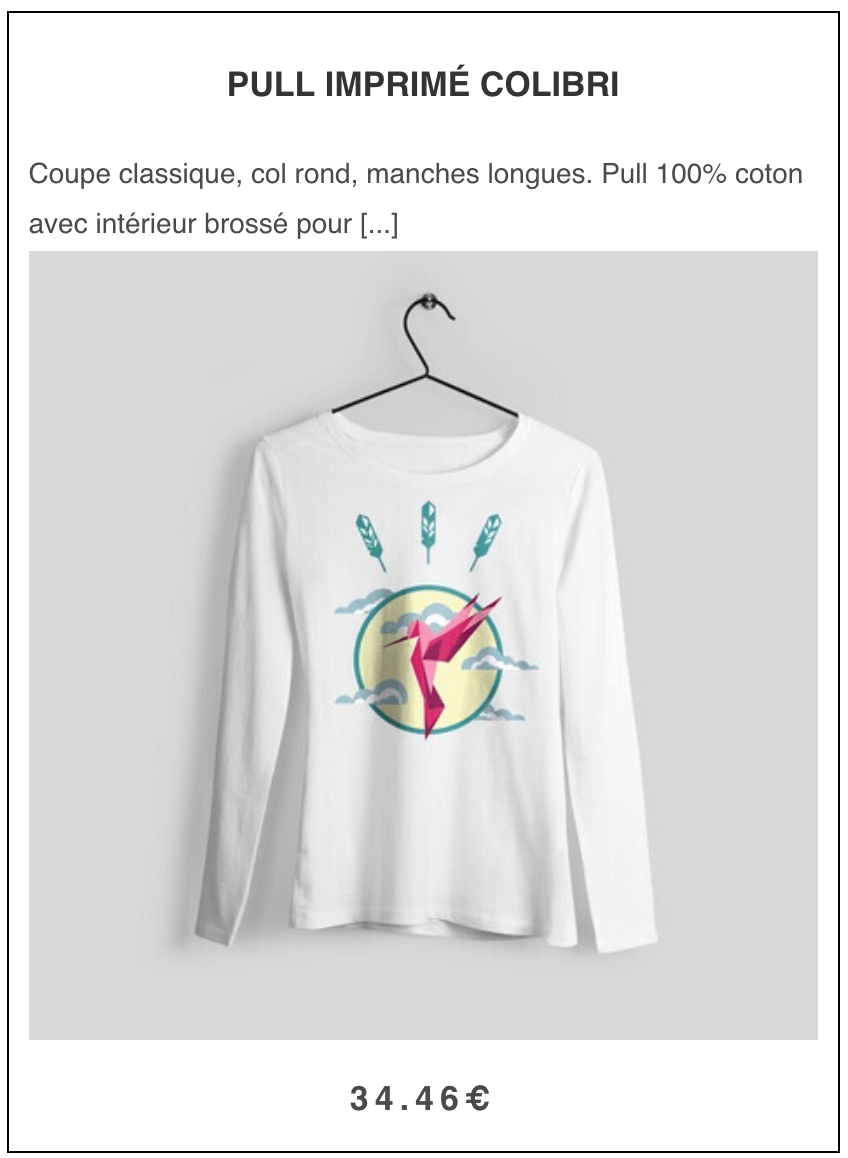 PULL IMPRIMÉ COLIBRI
Coupe classique, col rond, manches longues. Pull 100% coton
avec intérieur brossé pour [...]
34.46€